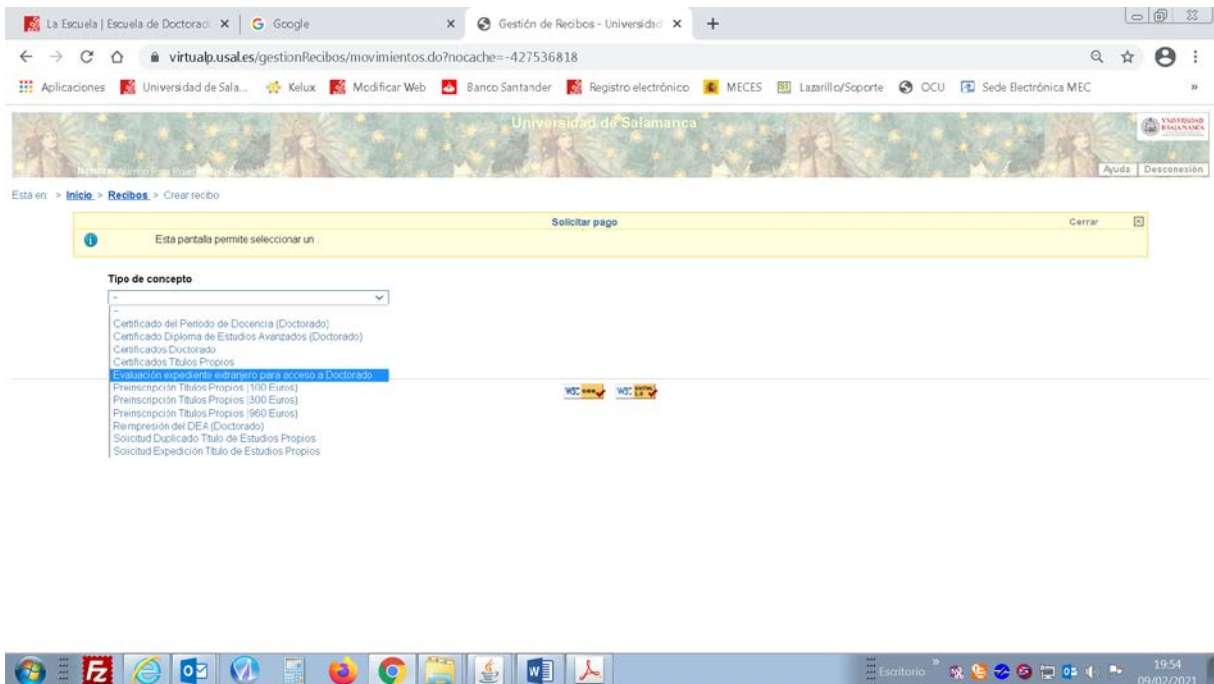 La Escuela | Escuela de Doctorad
Google
Gestión de Recibos - Universidad
virtualp.usal.es/gestionRecibos/movimientos.do?nocache=-427536818
Aplicaciones Universidad de Sala... Kelux Modificar Web Banco Santander Registro electrónico MECES Lazarillo/Soporte OCU Sede Electrónica MEC »
Universidad de Salamanca
VNIVERSIDAD
D SALAMANCA
Ayuda Desconexión
Está en: > Inicio > Recibos > Crear recibo
Solicitar pago Cerrar
Esta pantalla permite seleccionar un .
Tipo de concepto
-
-
Certificado del Período de Docencia (Doctorado)
Certificado Diploma de Estudios Avanzados (Doctorado)
Certificados Doctorado
Certificados Títulos Propios
Evaluación expediente extranjero para acceso a Doctorado
Preinscripción Títulos Propios (100 Euros)
Preinscripción Títulos Propios (300 Euros)
Preinscripción Títulos Propios (960 Euros)
Reimpresión del DEA (Doctorado)
Solicitud Duplicado Título de Estudios Propios
Solicitud Expedición Título de Estudios Propios
W3C W3C
Escritorio » 19:54
09/02/2021